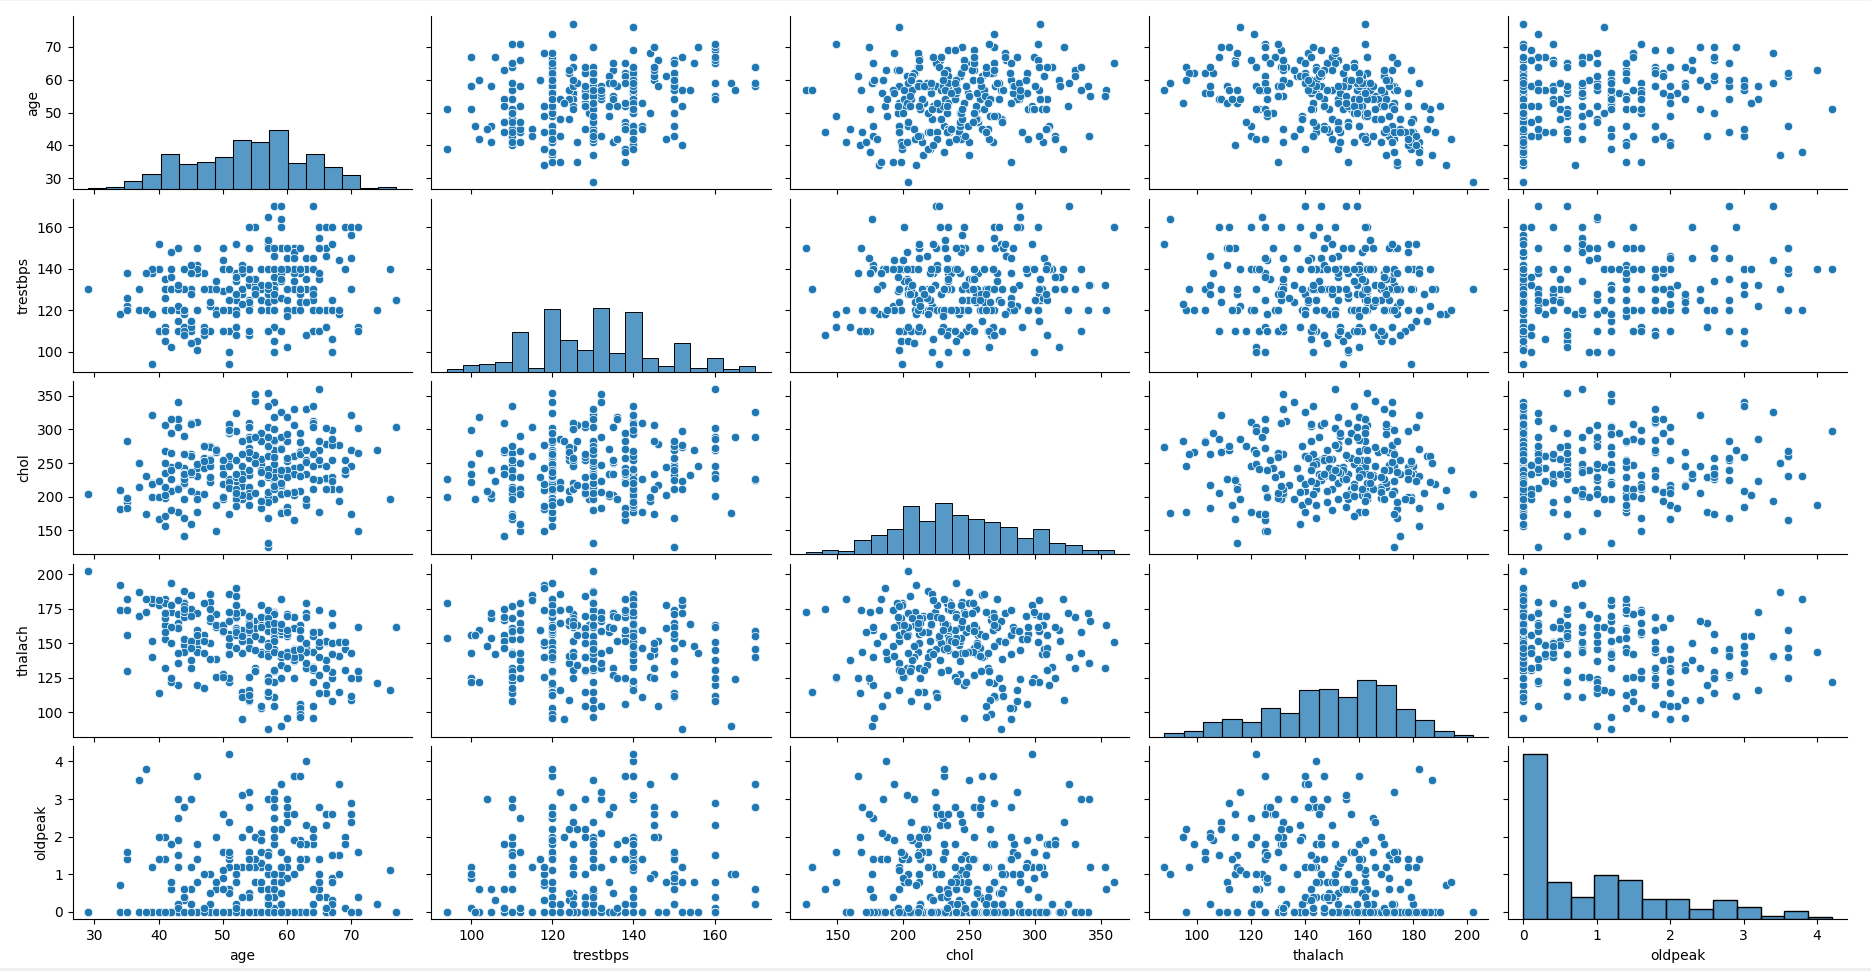 70
60
50
40
30
age
160
140
120
100
trestbps
350
300
250
200
150
chol
200
175
150
125
100
thalach
4
3
2
1
0
oldpeak
30 40 50 60 70
100 120 140 160
150 200 250 300 350
100 120 140 160 180 200
0 1 2 3 4
age
trestbps
chol
thalach
oldpeak